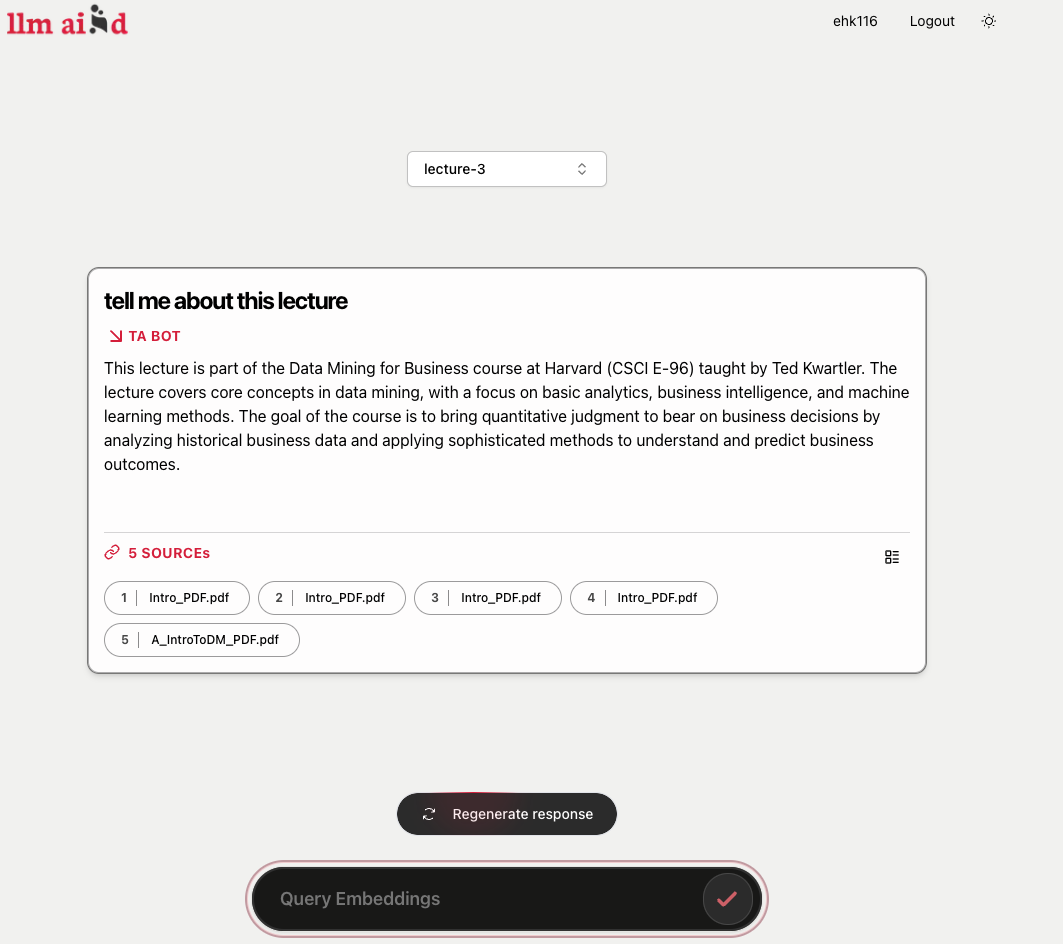 llm aind
ehk116 Logout
lecture-3
tell me about this lecture
TA BOT
This lecture is part of the Data Mining for Business course at Harvard (CSCI E-96) taught by Ted Kwartler. The
lecture covers core concepts in data mining, with a focus on basic analytics, business intelligence, and machine
learning methods. The goal of the course is to bring quantitative judgment to bear on business decisions by
analyzing historical business data and applying sophisticated methods to understand and predict business
outcomes.
5 SOURCEs
1 Intro_PDF.pdf 2 Intro_PDF.pdf 3 Intro_PDF.pdf 4 Intro_PDF.pdf
5 A_IntroToDM_PDF.pdf
Regenerate response
Query Embeddings